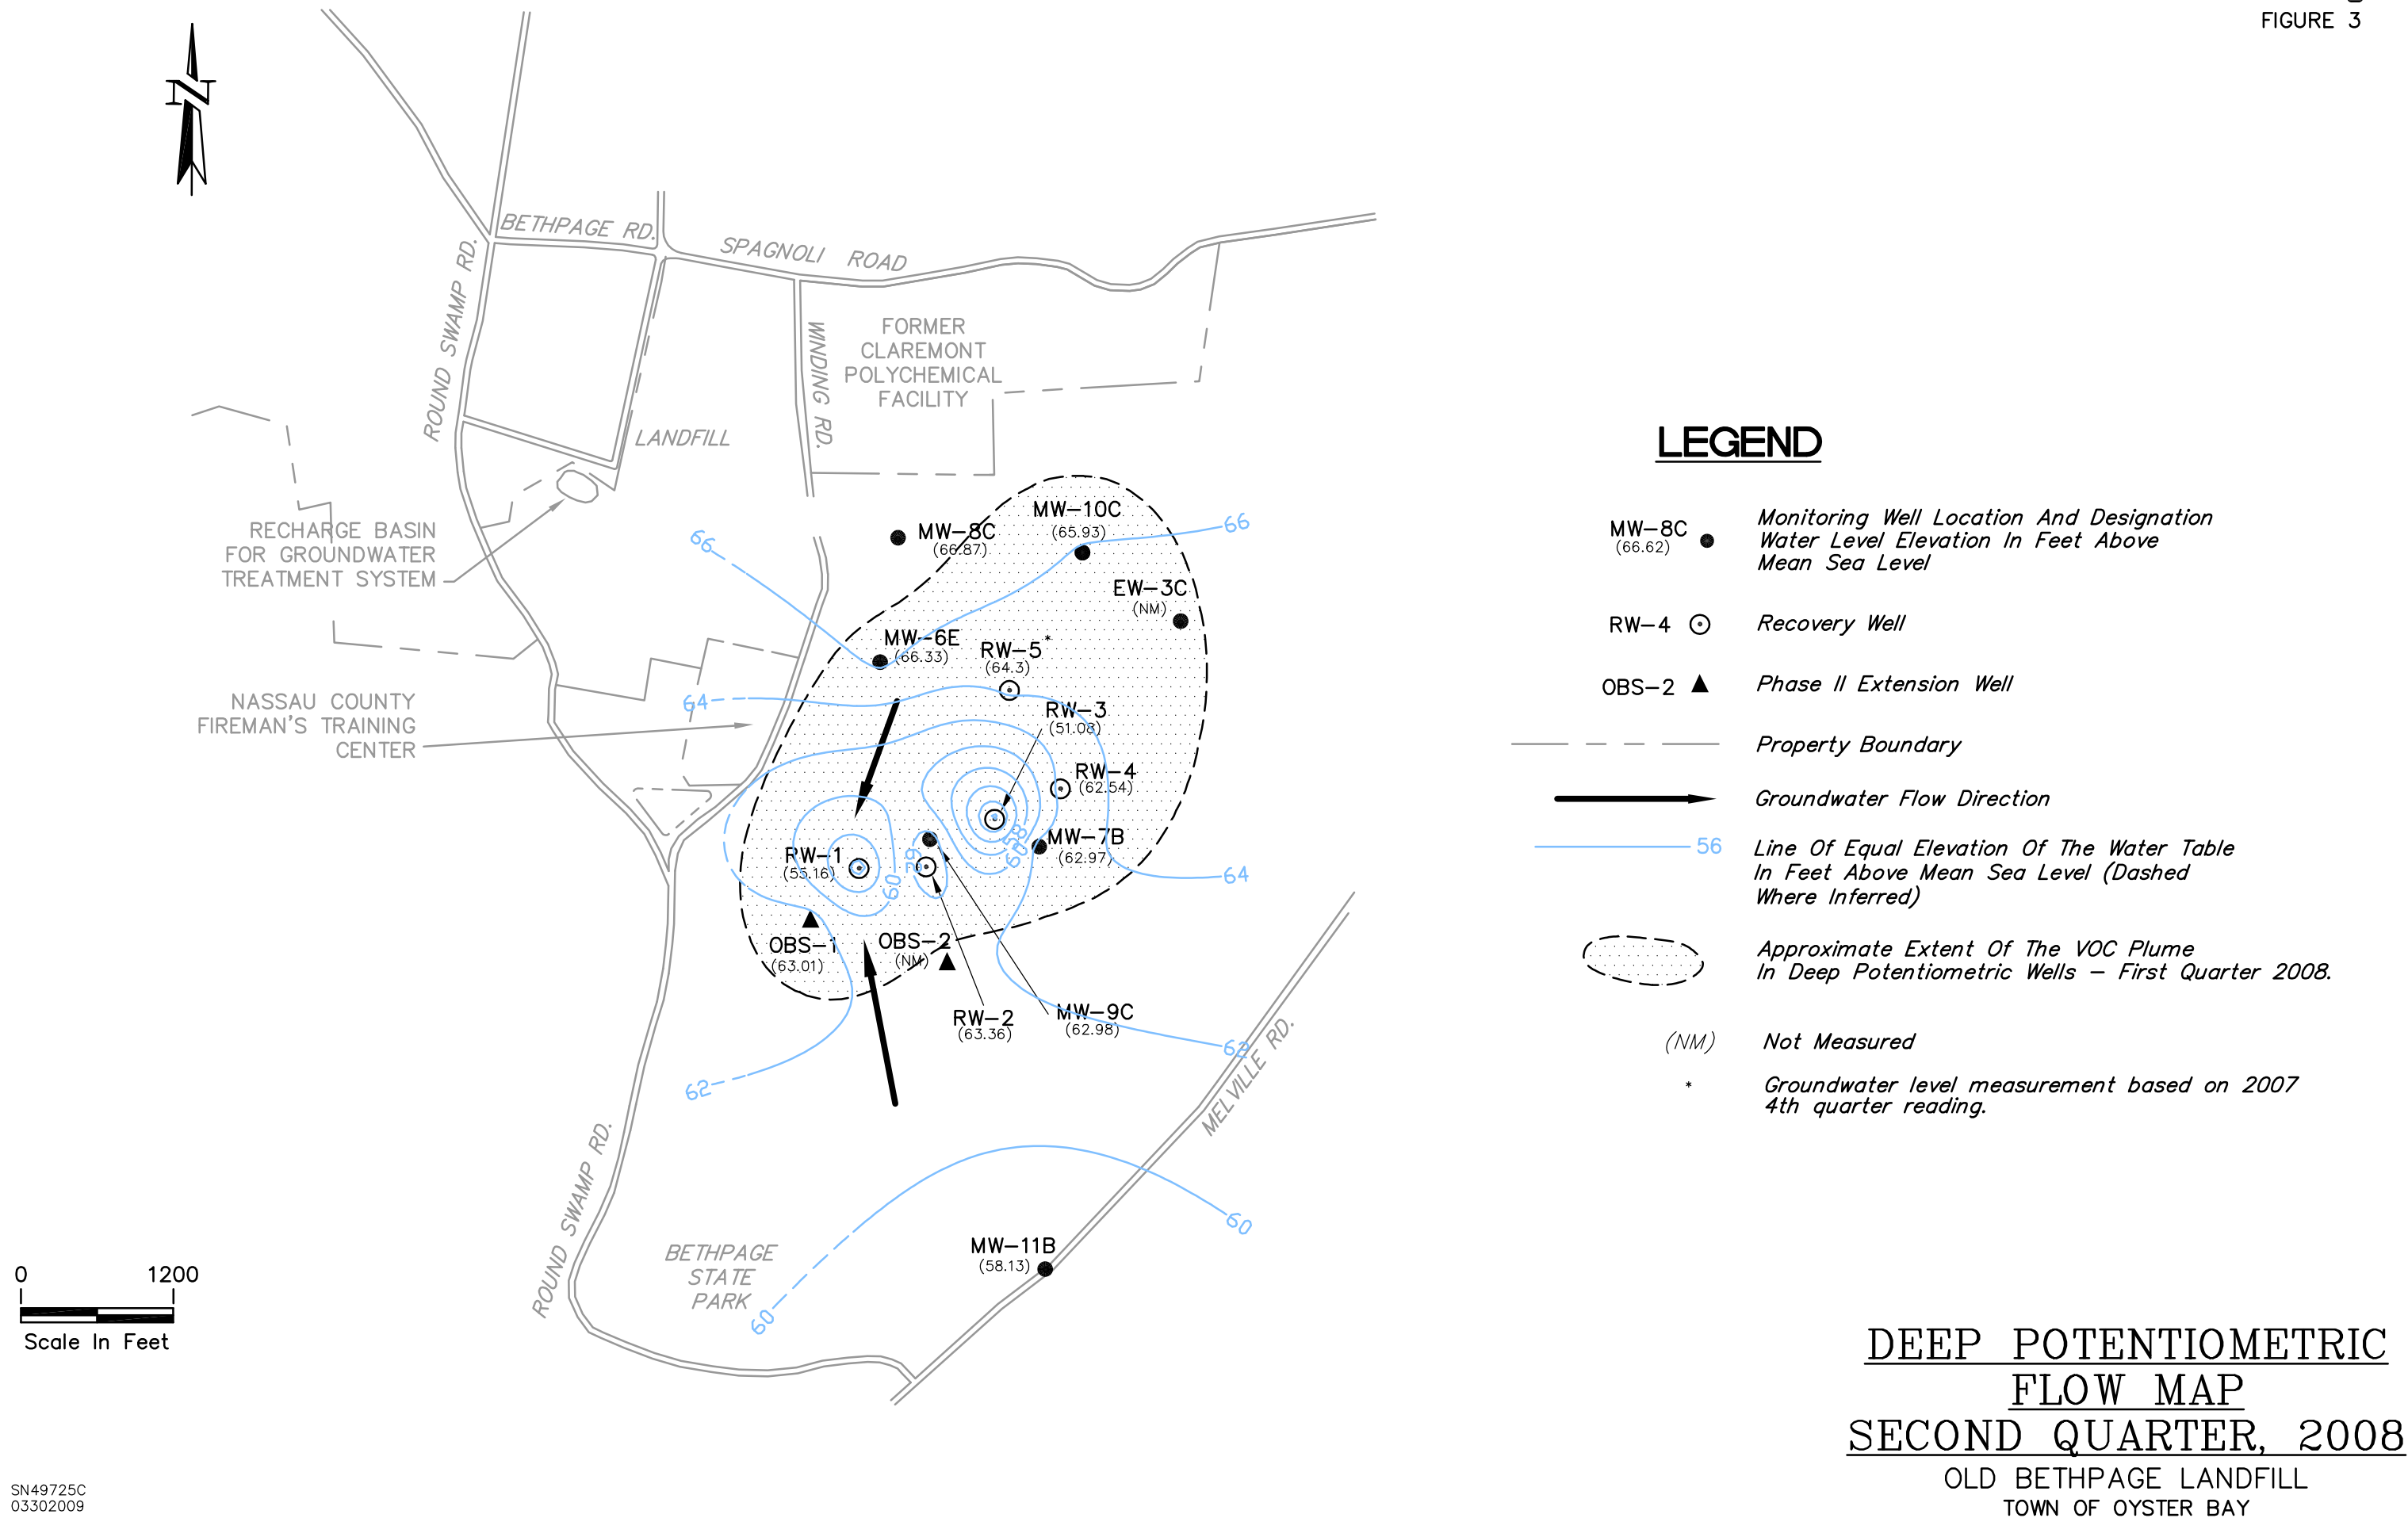 FIGURE 3
N
BETHPAGE RD.
SPAGNOLI ROAD
ROUND SWAMP RD.
WINDING RD.
FORMER
CLAREMONT
POLYCHEMICAL
FACILITY
LANDFILL
RECHARGE BASIN
FOR GROUNDWATER
TREATMENT SYSTEM
NASSAU COUNTY
FIREMAN'S TRAINING
CENTER
MW-8C
(66.87)
MW-10C
(65.93)
66
66
EW-3C
(NM)
MW-6E
(66.33)
RW-5*
(64.3)
64
RW-3
(51.08)
RW-4
(62.54)
MW-7B
(62.97)
RW-1
(55.16)
60
62
60
58
64
OBS-1
(63.01)
OBS-2
(NM)
RW-2
(63.36)
MW-9C
(62.98)
62
62
MELVILLE RD.
ROUND SWAMP RD.
BETHPAGE
STATE
PARK
60
60
MW-11B
(58.13)
0 1200
Scale In Feet
LEGEND
MW-8C
(66.62)
Monitoring Well Location And Designation
Water Level Elevation In Feet Above
Mean Sea Level
RW-4 Recovery Well
OBS-2 Phase II Extension Well
Property Boundary
Groundwater Flow Direction
56 Line Of Equal Elevation Of The Water Table
In Feet Above Mean Sea Level (Dashed
Where Inferred)
Approximate Extent Of The VOC Plume
In Deep Potentiometric Wells – First Quarter 2008.
(NM) Not Measured
* Groundwater level measurement based on 2007
4th quarter reading.
DEEP POTENTIOMETRIC
FLOW MAP
SECOND QUARTER, 2008
OLD BETHPAGE LANDFILL
TOWN OF OYSTER BAY
SN49725C
03302009